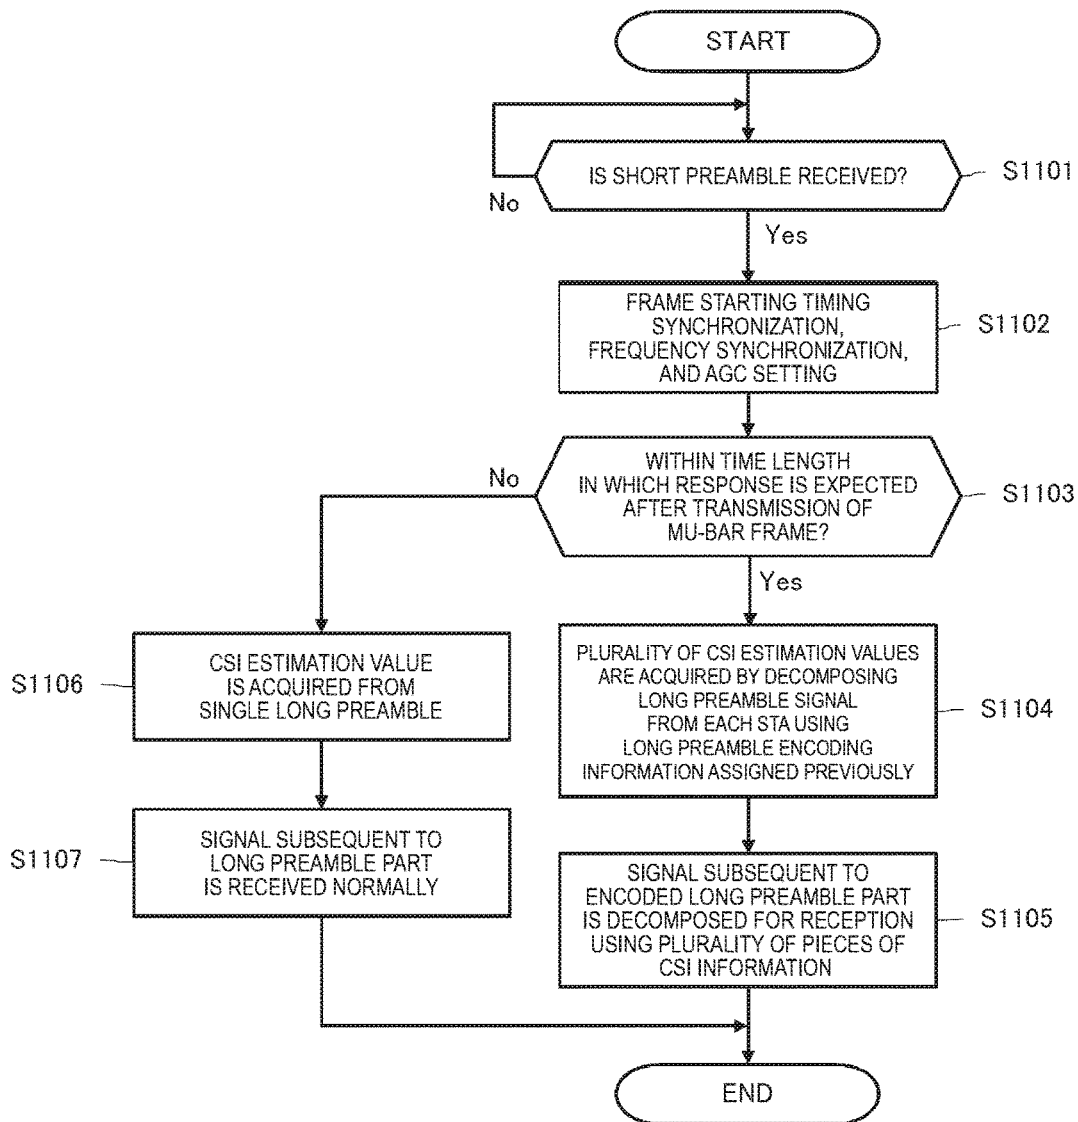 START
IS SHORT PREAMBLE RECEIVED?
S1101
No
Yes
FRAME STARTING TIMING
SYNCHRONIZATION,
FREQUENCY SYNCHRONIZATION,
AND AGC SETTING
S1102
WITHIN TIME LENGTH
IN WHICH RESPONSE IS EXPECTED
AFTER TRANSMISSION OF
MU-BAR FRAME?
S1103
No
Yes
CSI ESTIMATION VALUE
IS ACQUIRED FROM
SINGLE LONG PREAMBLE
S1106
PLURALITY OF CSI ESTIMATION VALUES
ARE ACQUIRED BY DECOMPOSING
LONG PREAMBLE SIGNAL
FROM EACH STA USING
LONG PREAMBLE ENCODING
INFORMATION ASSIGNED PREVIOUSLY
S1104
SIGNAL SUBSEQUENT TO
LONG PREAMBLE PART
IS RECEIVED NORMALLY
S1107
SIGNAL SUBSEQUENT TO
ENCODED LONG PREAMBLE PART
IS DECOMPOSED FOR RECEPTION
USING PLURALITY OF PIECES OF
CSI INFORMATION
S1105
END